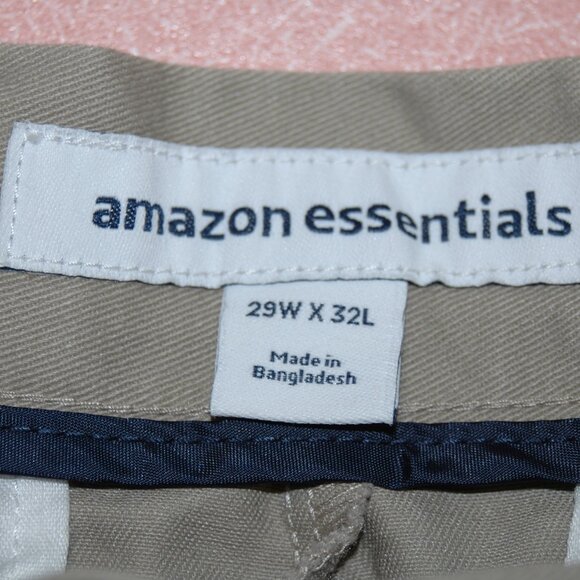 amazon essentials
29W X 32L
Made in
Bangladesh